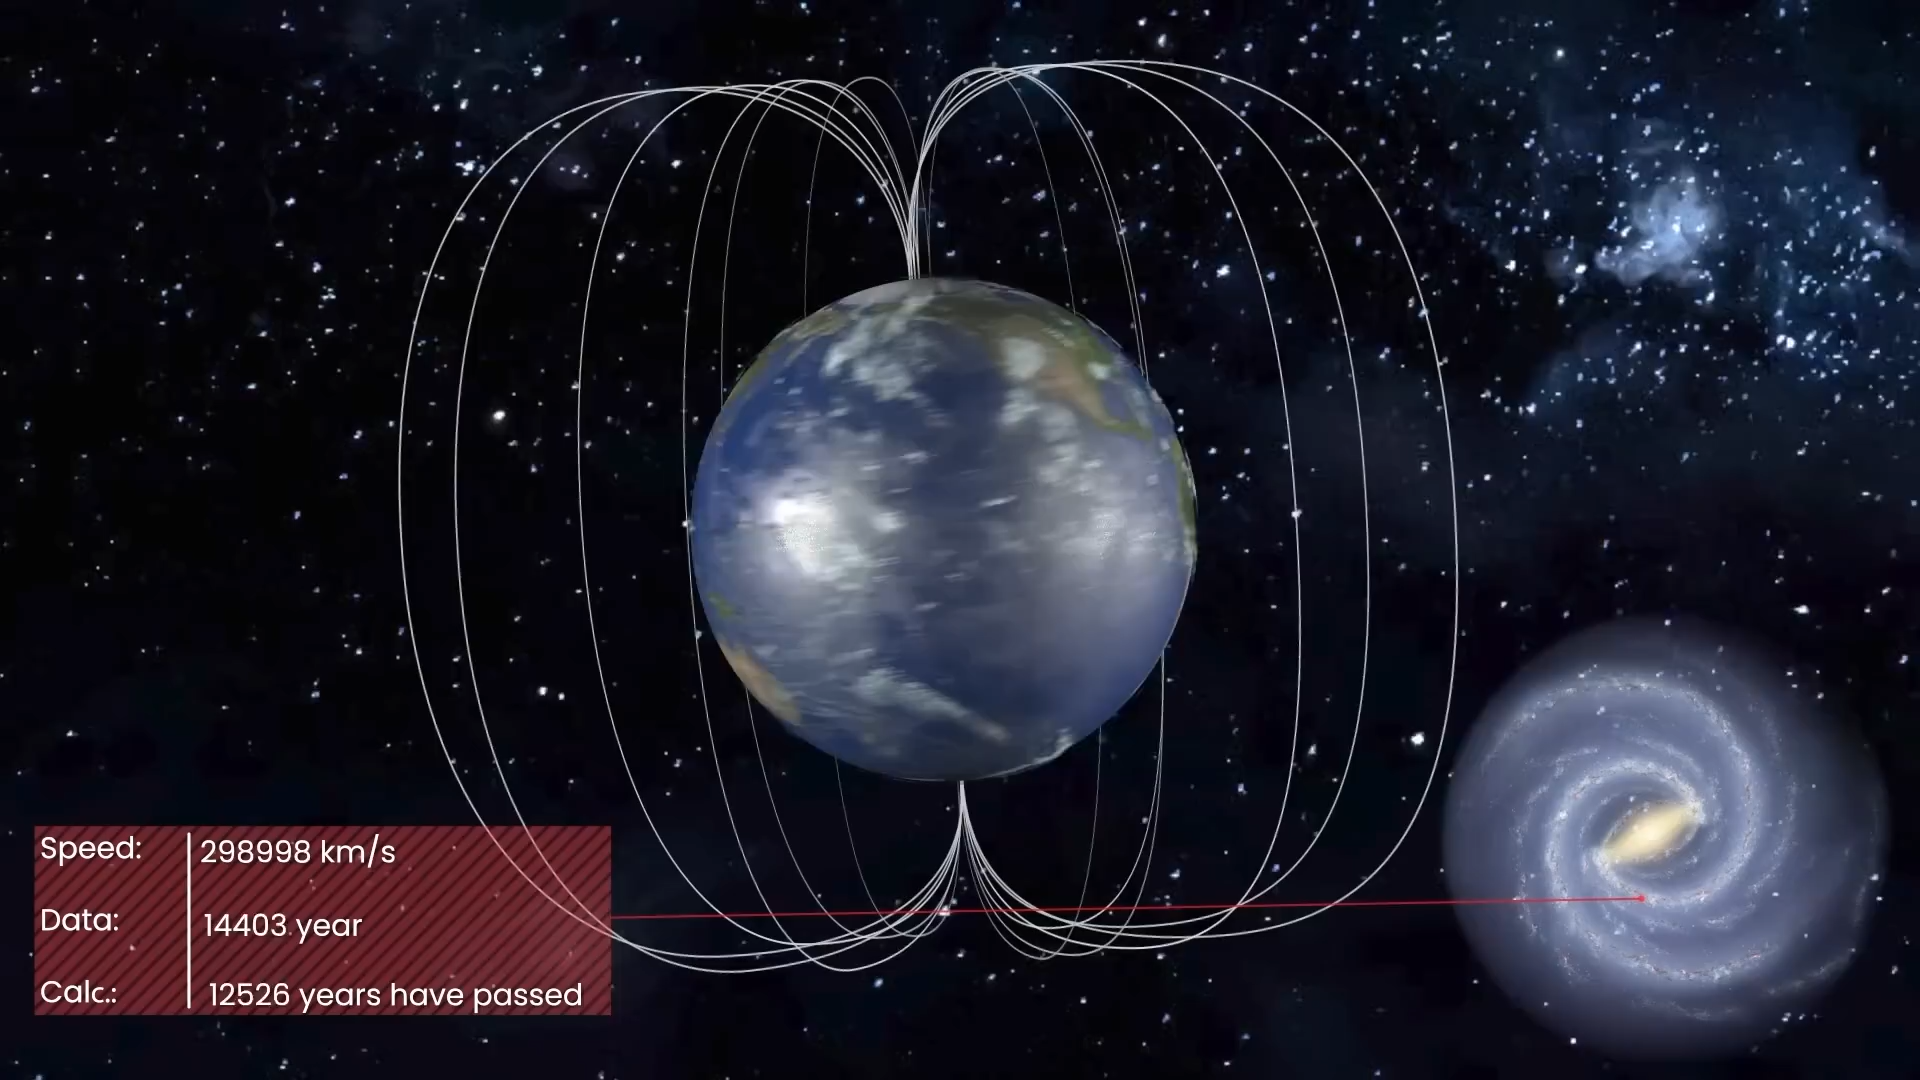 Speed: 298998 km/s
Data: 14403 year
Calc.: 12526 years have passed